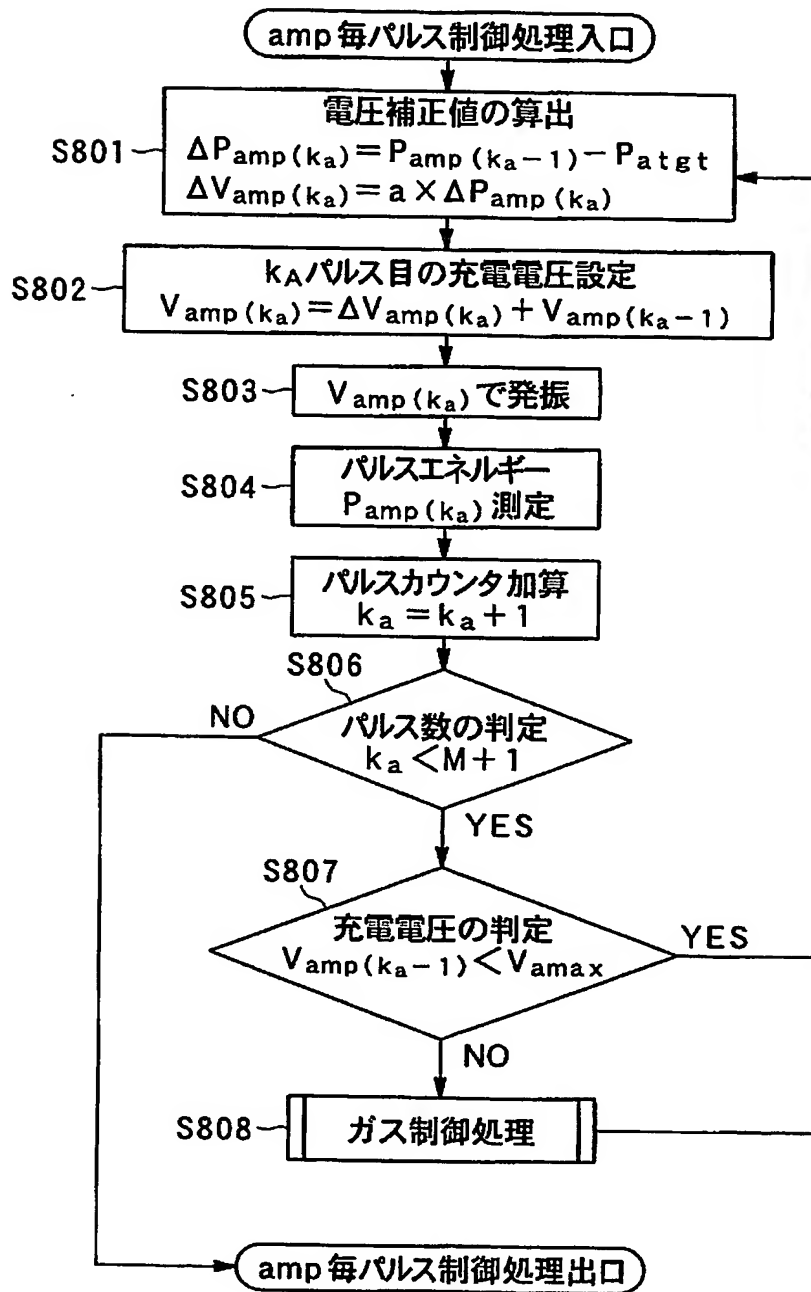 amp毎パルス制御処理入口
電圧補正値の算出
S801
ΔPamp(ka)=Pamp(ka-1)-Patgt
ΔVamp(ka)=a×ΔPamp(ka)
S802
kAパルス目の充電電圧設定
Vamp(ka)=ΔVamp(ka)+Vamp(ka-1)
S803
Vamp(ka)で発振
S804
パルスエネルギー
Pamp(ka)測定
S805
パルスカウンタ加算
ka=ka+1
S806
NO
パルス数の判定
ka<M+1
YES
S807
充電電圧の判定
Vamp(ka-1)<Vamax
YES
NO
S808
ガス制御処理
amp毎パルス制御処理出口